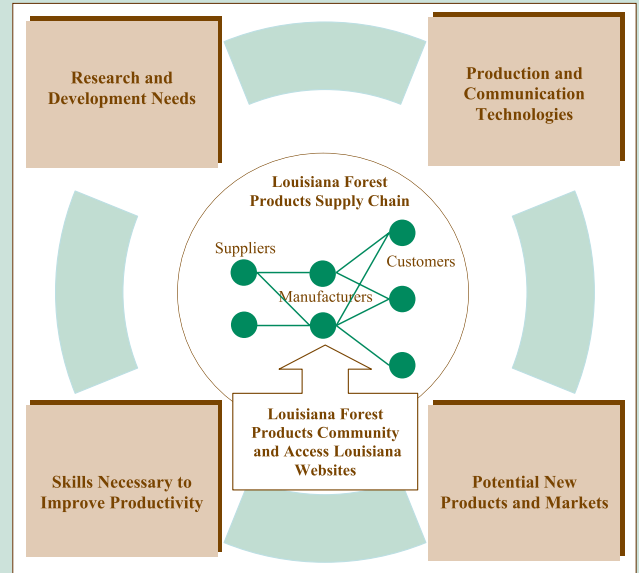 Research and
Development Needs
Production and
Communication
Technologies
Louisiana Forest
Products Supply Chain
Suppliers
Customers
Manufacturers
Louisiana Forest
Products Community
and Access Louisiana
Websites
Skills Necessary to
Improve Productivity
Potential New
Products and Markets